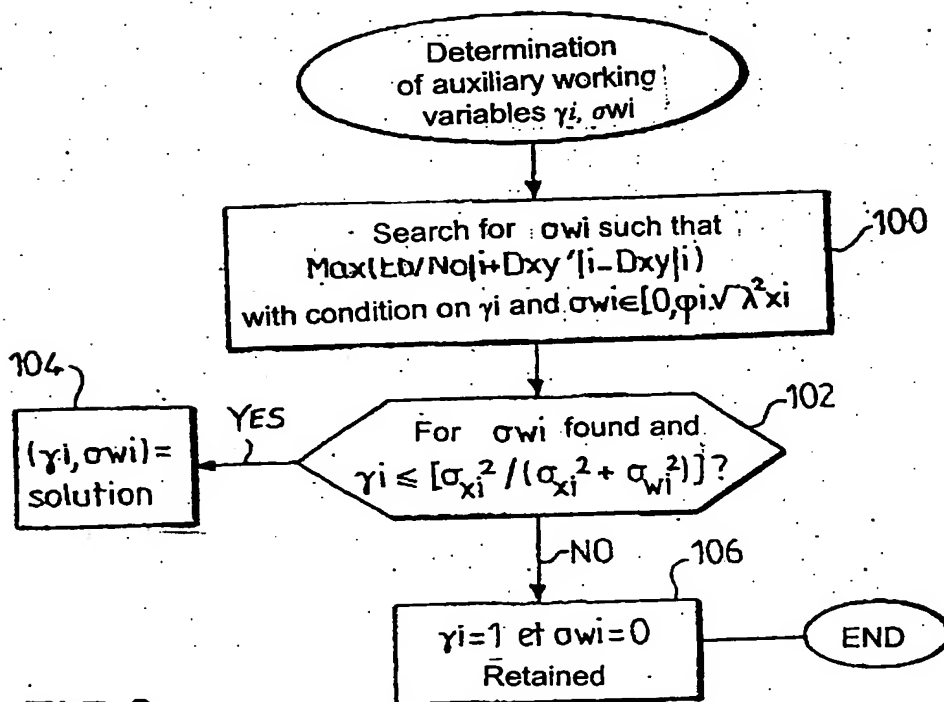 Determination
of auxiliary working
variables γi, σwi
Search for σwi such that
Max(Eb/No|i+Dxy'|i-Dxy|i)
with condition on γi and σwi∈[0,φi.√λ²xi
100
104
(γi,σwi)=
solution
YES
For σwi found and
γi ≤ [σxi²/(σxi² + σwi²)]?
102
NO
106
γi=1 et σwi=0
Retained
END